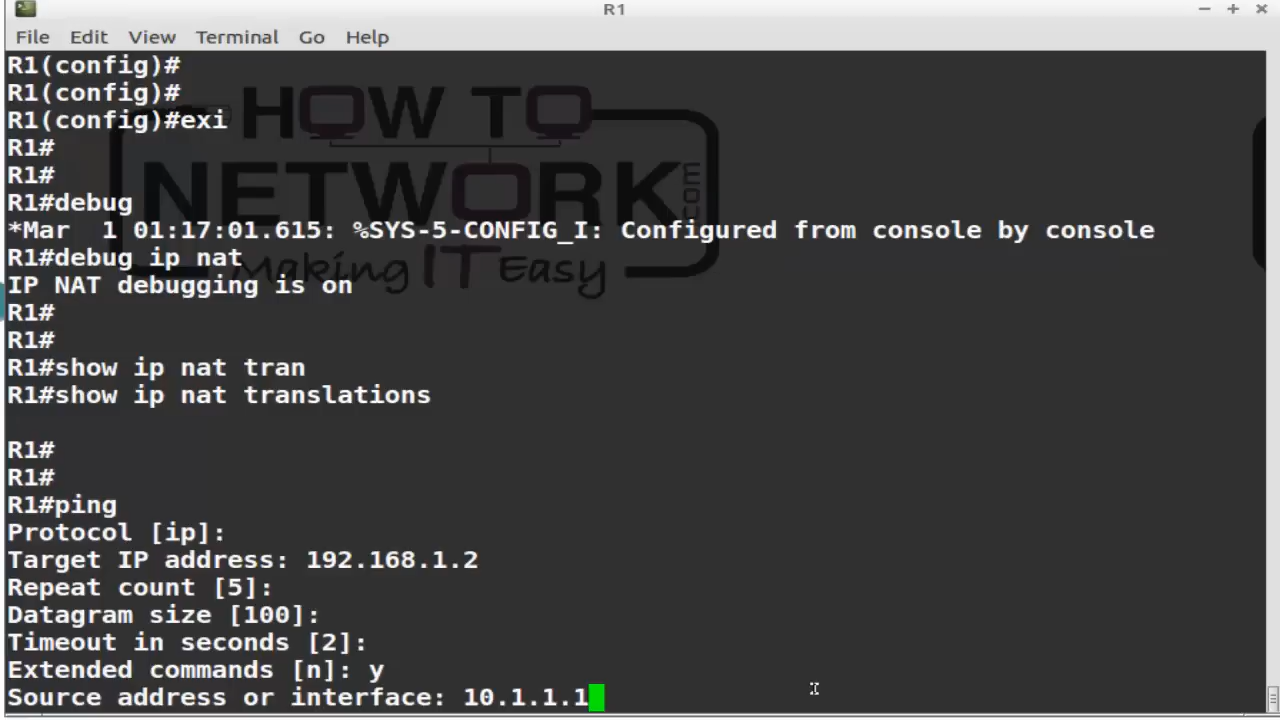 R1
File Edit View Terminal Go Help
R1(config)#
R1(config)#
R1(config)#exi
R1#
R1#
R1#debug
*Mar  1 01:17:01.615: %SYS-5-CONFIG_I: Configured from console by console
R1#debug ip nat
IP NAT debugging is on
R1#
R1#
R1#show ip nat tran
R1#show ip nat translations

R1#
R1#
R1#ping
Protocol [ip]:
Target IP address: 192.168.1.2
Repeat count [5]:
Datagram size [100]:
Timeout in seconds [2]:
Extended commands [n]: y
Source address or interface: 10.1.1.1
HOW TO
NETWORK.com
Making IT Easy